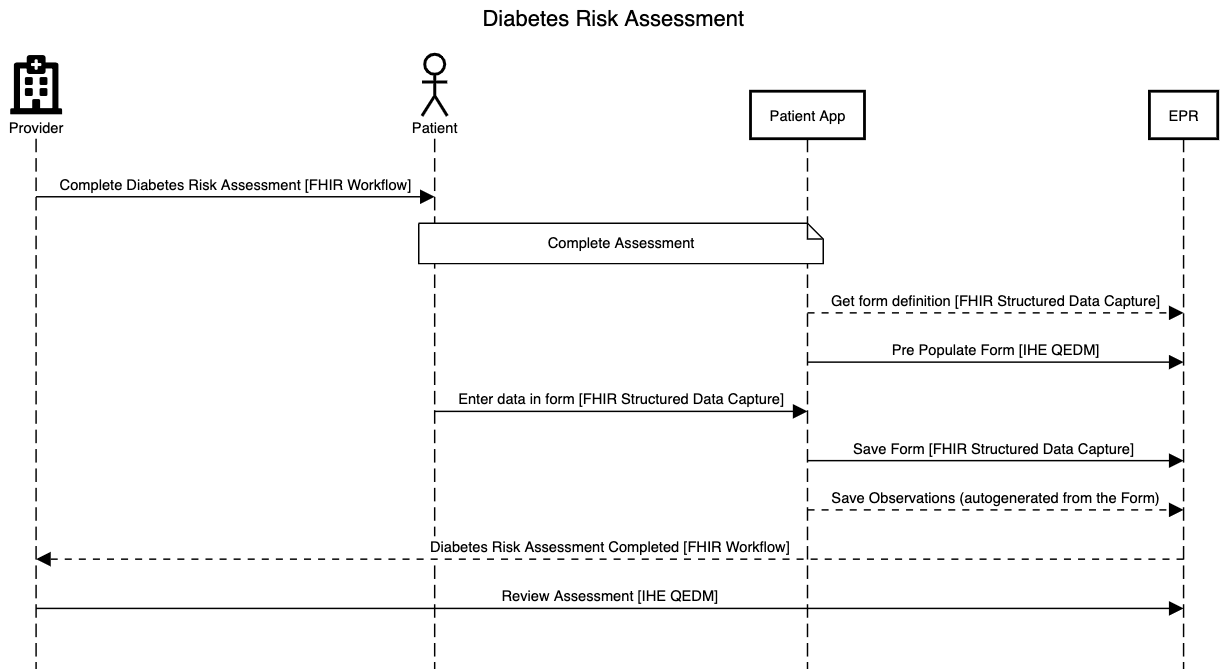 Diabetes Risk Assessment
Provider
Patient
Patient App
EPR
Complete Diabetes Risk Assessment [FHIR Workflow]
Complete Assessment
Get form definition [FHIR Structured Data Capture]
Pre Populate Form [IHE QEDM]
Enter data in form [FHIR Structured Data Capture]
Save Form [FHIR Structured Data Capture]
Save Observations (autogenerated from the Form)
Diabetes Risk Assessment Completed [FHIR Workflow]
Review Assessment [IHE QEDM]